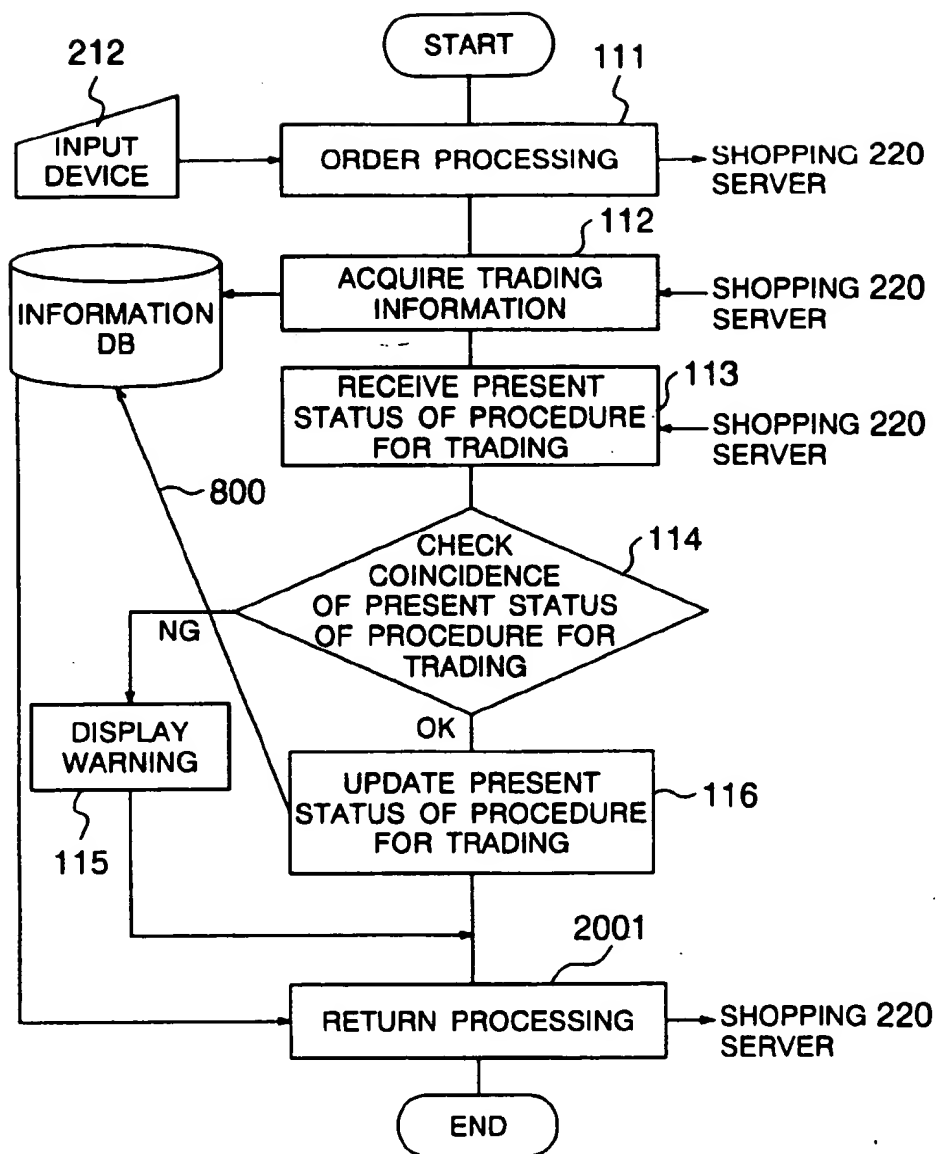 START
212
111
INPUT
DEVICE
ORDER PROCESSING
SHOPPING 220
SERVER
112
ACQUIRE TRADING
INFORMATION
SHOPPING 220
SERVER
INFORMATION
DB
RECEIVE PRESENT
STATUS OF PROCEDURE
FOR TRADING
113
SHOPPING 220
SERVER
800
CHECK
COINCIDENCE
OF PRESENT STATUS
OF PROCEDURE FOR
TRADING
114
NG
OK
DISPLAY
WARNING
115
UPDATE PRESENT
STATUS OF PROCEDURE
FOR TRADING
116
2001
RETURN PROCESSING
SHOPPING 220
SERVER
END